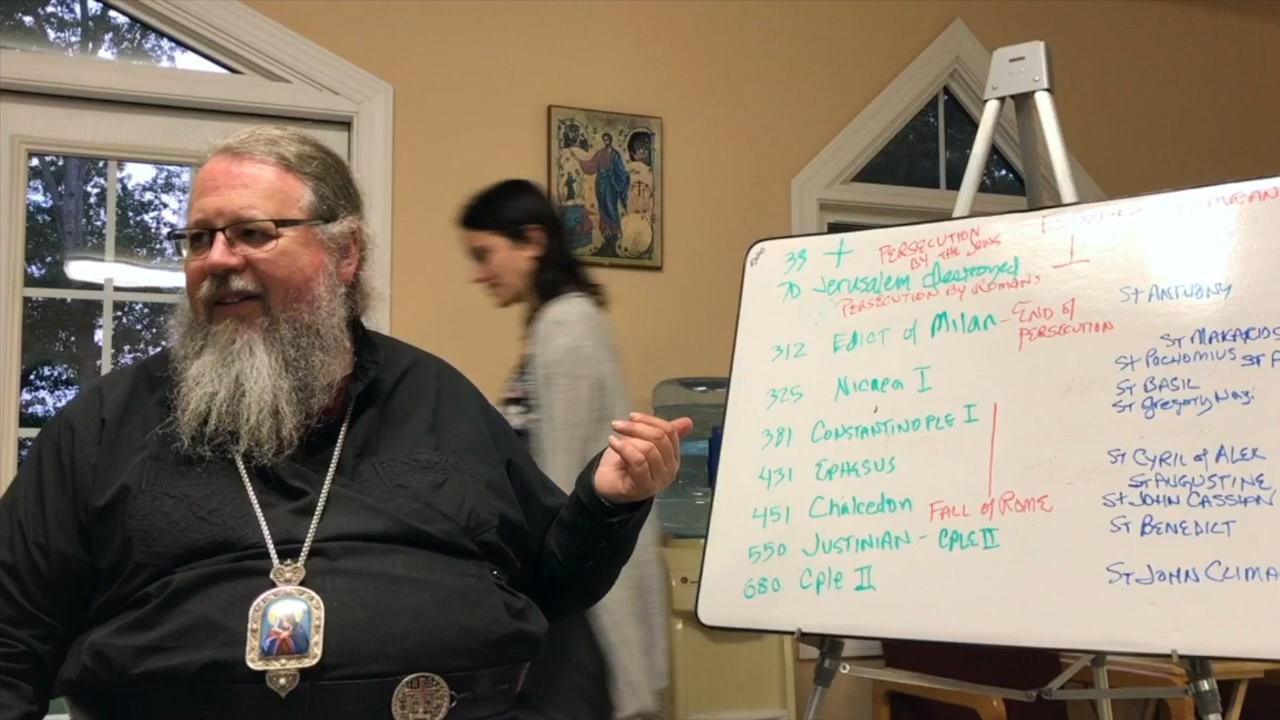 33 + PERSECUTION
BY THE JEWS
70 Jerusalem Destroyed
PERSECUTION BY ROMANS
312 EDICT of Milan - END of
PERSECUTION
325 Nicaea I
381 CONSTANTINOPLE I
431 EPHESUS
451 Chalcedon FALL of ROME
550 JUSTINIAN - CPLE II
680 Cple II
ST ANTHONY
ST MAKARIOS
ST POCHOMIUS ST
ST BASIL
ST Gregory Nazi
ST CYRIL of ALEX
ST AUGUSTINE
ST JOHN CASSIAN
ST BENEDICT
ST JOHN CLIMA